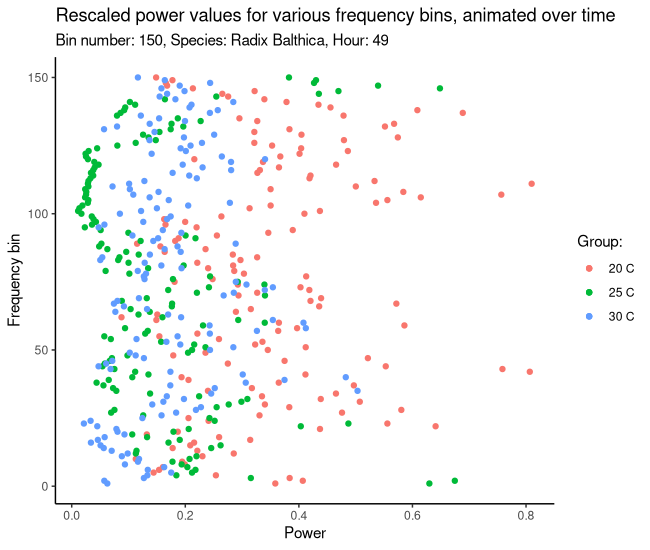 Rescaled power values for various frequency bins, animated over time
Bin number: 150, Species: Radix Balthica, Hour: 49
Frequency bin
150
100
50
0
0.0 0.2 0.4 0.6 0.8
Power
Group:
20 C
25 C
30 C